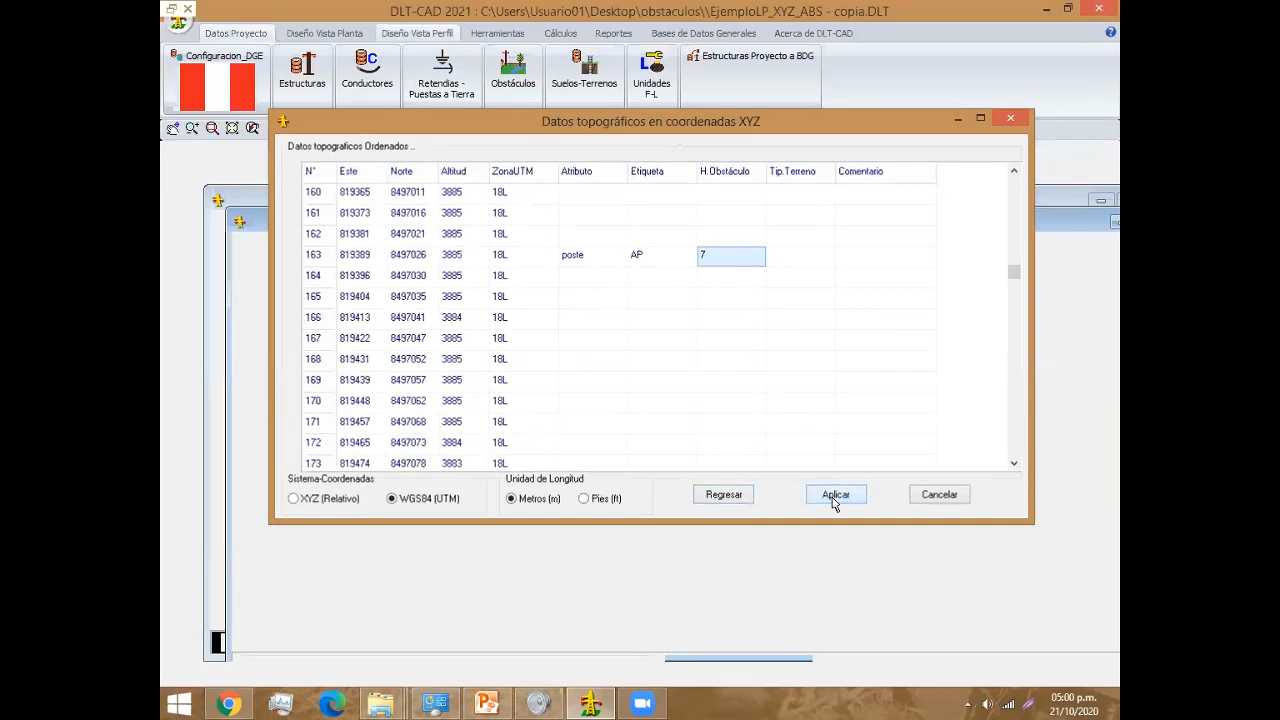 DLT-CAD 2021 : C:\Users\Usuario01\Desktop\obstaculos\\EjemploLP_XYZ_ABS - copia.DLT
Datos Proyecto Diseño Vista Planta Diseño Vista Perfil Herramientas Cálculos Reportes Bases de Datos Generales Acerca de DLT-CAD
Configuracion_DGE
Estructuras
Conductores
Retendias -
Puestas a Tierra
Obstáculos
Suelos-Terrenos
Unidades
F-L
Estructuras Proyecto a BDG
Datos topográficos en coordenadas XYZ
Datos topograficos Ordenados ..
N° Este Norte Altitud ZonaUTM Atributo Etiqueta H.Obstáculo Tip.Terreno Comentario
160 819365 8497011 3885 18L
161 819373 8497016 3885 18L
162 819381 8497021 3885 18L
163 819389 8497026 3885 18L poste AP 7
164 819396 8497030 3885 18L
165 819404 8497035 3885 18L
166 819413 8497041 3884 18L
167 819422 8497047 3885 18L
168 819431 8497052 3885 18L
169 819439 8497057 3885 18L
170 819448 8497062 3885 18L
171 819457 8497068 3885 18L
172 819465 8497073 3884 18L
173 819474 8497078 3883 18L
Sistema-Coordenadas
XYZ (Relativo) WGS84 (UTM)
Unidad de Longitud
Metros (m) Pies (ft)
Regresar Aplicar Cancelar
05:00 p.m.
21/10/2020